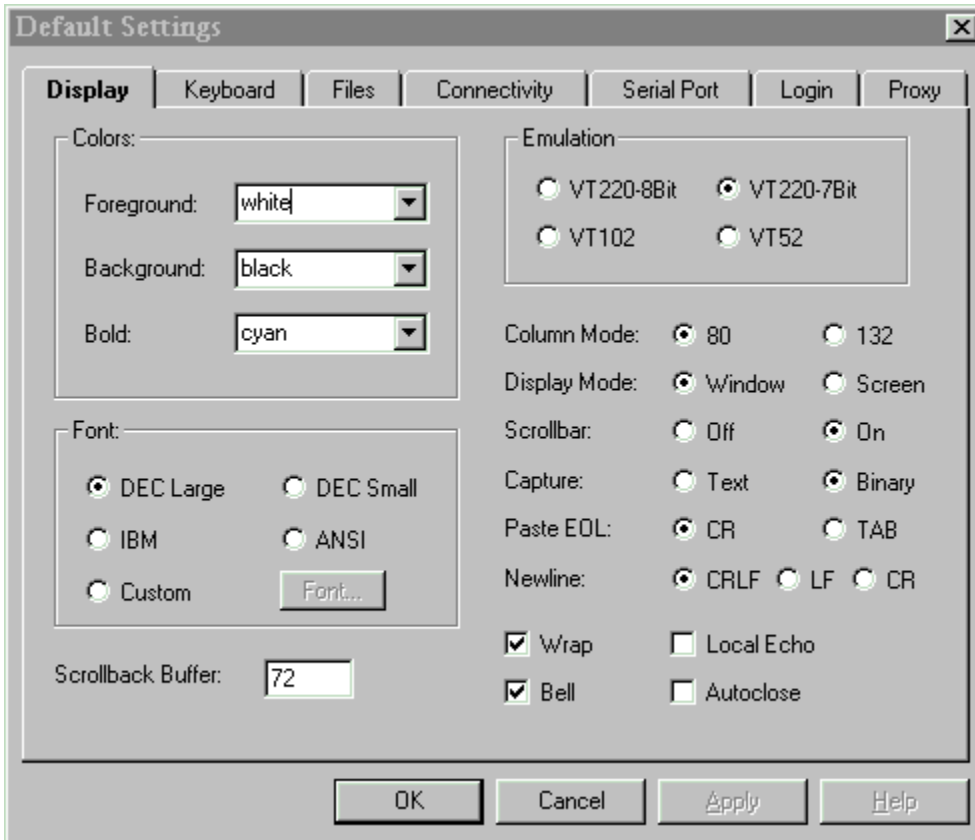 Default Settings
Display Keyboard Files Connectivity Serial Port Login Proxy
Colors:
Foreground: white
Background: black
Bold: cyan
Font:
DEC Large DEC Small
IBM ANSI
Custom Font...
Scrollback Buffer: 72
Emulation
VT220-8Bit VT220-7Bit
VT102 VT52
Column Mode: 80 132
Display Mode: Window Screen
Scrollbar: Off On
Capture: Text Binary
Paste EOL: CR TAB
Newline: CRLF LF CR
Wrap Local Echo
Bell Autoclose
OK Cancel Apply Help